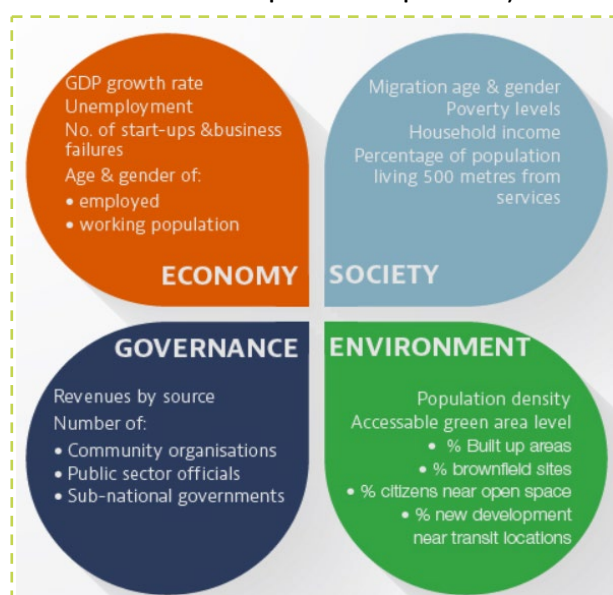 GDP growth rate
Unemployment
No. of start-ups &business
failures
Age & gender of:
• employed
• working population
ECONOMY
Migration age & gender
Poverty levels
Household income
Percentage of population
living 500 metres from
services
SOCIETY
GOVERNANCE
Revenues by source
Number of:
• Community organisations
• Public sector officials
• Sub-national governments
ENVIRONMENT
Population density
Accessable green area level
• % Built up areas
• % brownfield sites
• % citizens near open space
• % new development
near transit locations